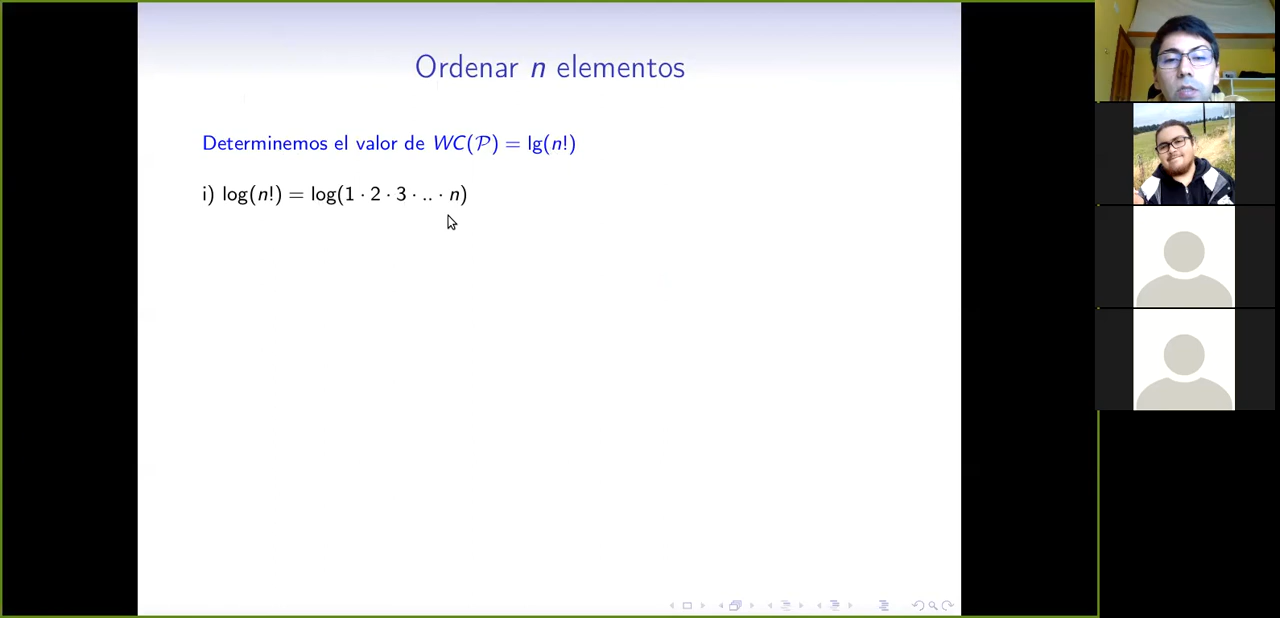 Ordenar n elementos
Determinemos el valor de WC(𝒫) = lg(n!)
i) log(n!) = log(1 · 2 · 3 · .. · n)